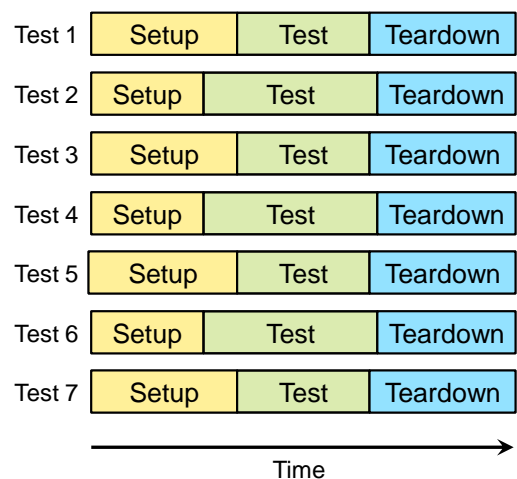 Test 1 Setup Test Teardown
Test 2 Setup Test Teardown
Test 3 Setup Test Teardown
Test 4 Setup Test Teardown
Test 5 Setup Test Teardown
Test 6 Setup Test Teardown
Test 7 Setup Test Teardown
Time